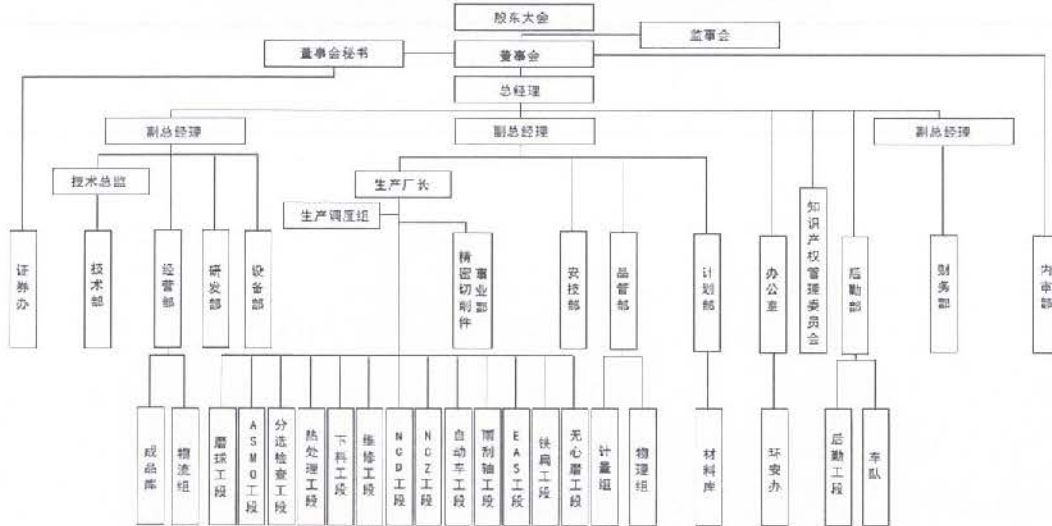 股东大会
监事会
董事会秘书
董事会
总经理
副总经理
副总经理
副总经理
技术总监
生产厂长
生产调度组
证券办
技术部
经营部
研发部
设备部
精密切削件
事业部
安技部
品管部
计划部
办公室
知识产权管理委员会
后勤部
财务部
内审部
成品库
物流组
磨球工段
ASMO工段
分选检查工段
热处理工段
下料工段
维修工段
NCD工段
NCZ工段
自动车工段
雨刮轴工段
EAS工段
铁屑工段
无心磨工段
计量组
物理组
材料库
环安办
后勤工段
车队